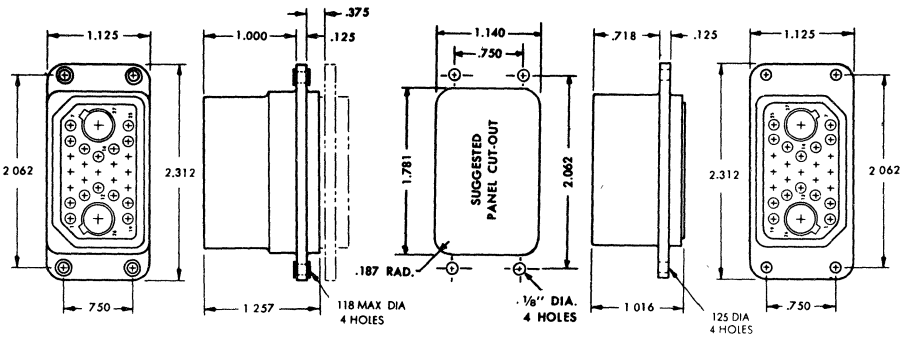 1.125
2 062
2.312
.750
.375
1.000
.125
1 257
118 MAX DIA
4 HOLES
1.140
.750
1.781
SUGGESTED
PANEL CUT-OUT
2.062
.187 RAD.
1/8" DIA.
4 HOLES
.718
.125
1 016
125 DIA
4 HOLES
1.125
2.312
2 062
.750